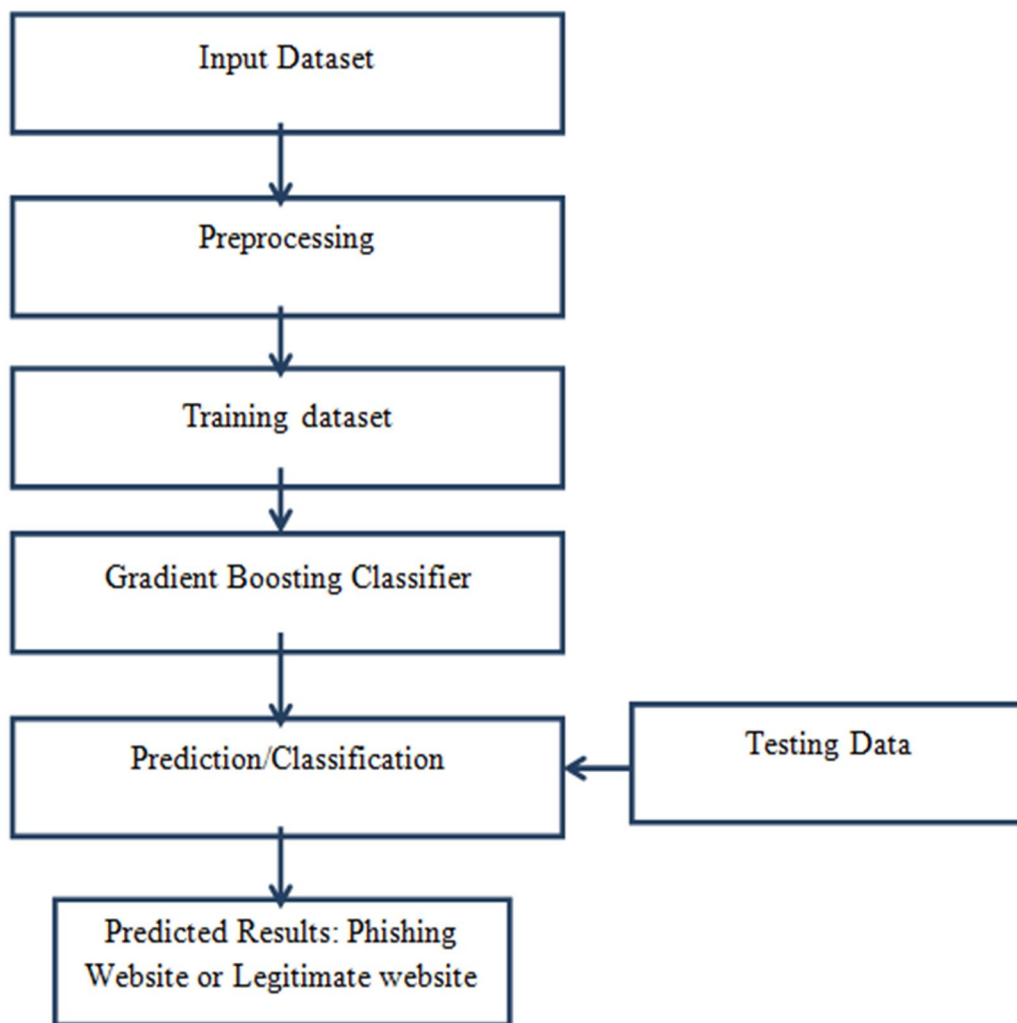 Input Dataset
Preprocessing
Training dataset
Gradient Boosting Classifier
Prediction/Classification
Testing Data
Predicted Results: Phishing
Website or Legitimate website